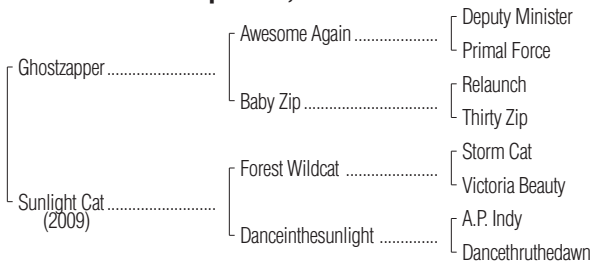 Deputy Minister
Awesome Again ..................
Primal Force
Ghostzapper ........................
Relaunch
Baby Zip .............................
Thirty Zip
Storm Cat
Forest Wildcat ....................
Victoria Beauty
Sunlight Cat ........................
(2009)
A.P. Indy
Danceinthesunlight ..............
Dancethruthedawn